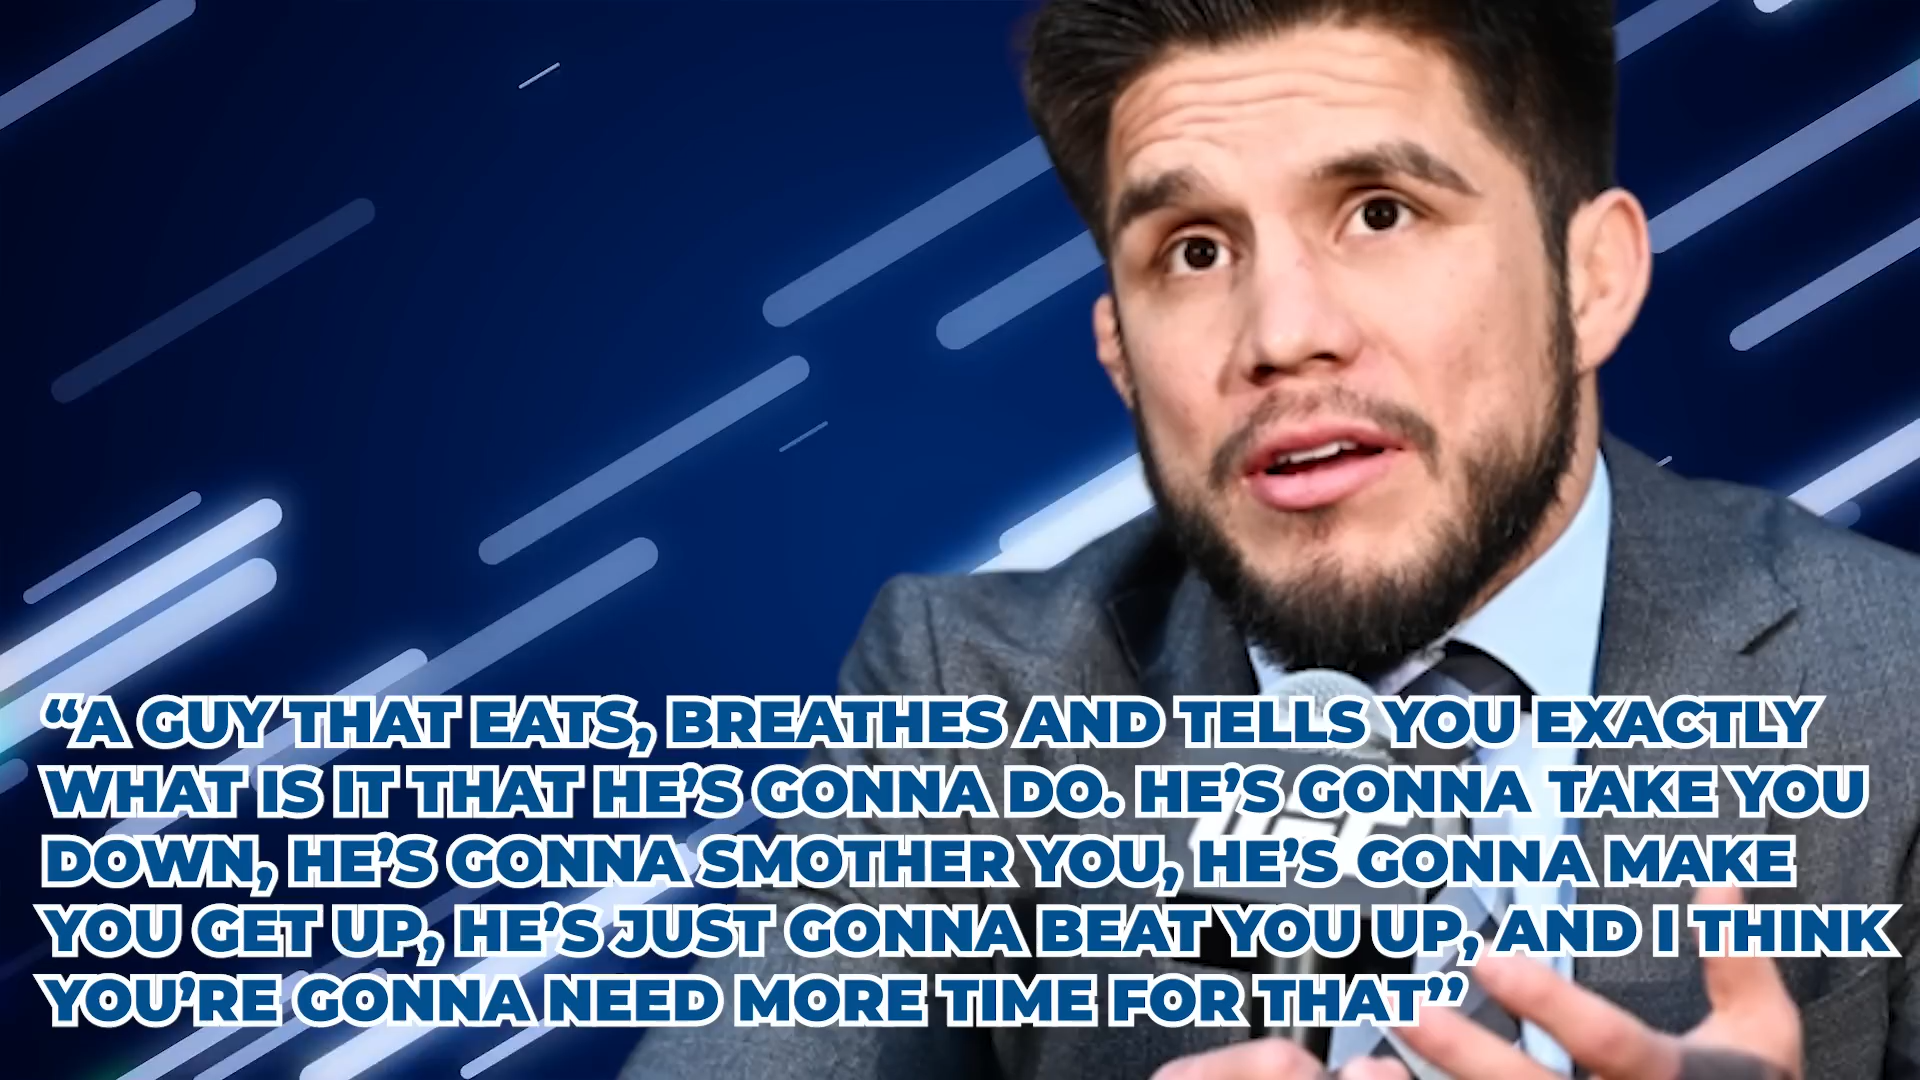 “A GUY THAT EATS, BREATHES AND TELLS YOU EXACTLY
WHAT IS IT THAT HE’S GONNA DO. HE’S GONNA TAKE YOU
DOWN, HE’S GONNA SMOTHER YOU, HE’S GONNA MAKE
YOU GET UP, HE’S JUST GONNA BEAT YOU UP, AND I THINK
YOU’RE GONNA NEED MORE TIME FOR THAT’’